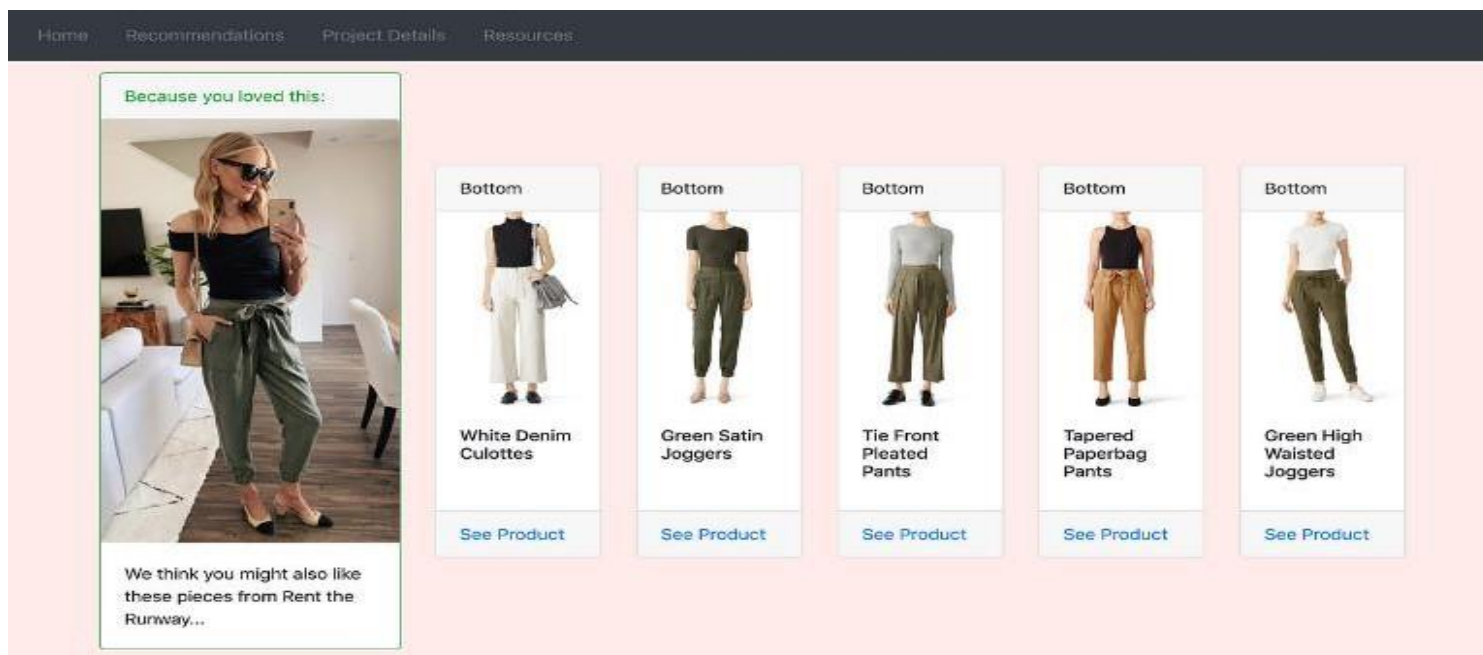 Home Recommendations Project Details Resources
Because you loved this:
We think you might also like
these pieces from Rent the
Runway...
Bottom
White Denim
Culottes
See Product
Bottom
Green Satin
Joggers
See Product
Bottom
Tie Front
Pleated
Pants
See Product
Bottom
Tapered
Paperbag
Pants
See Product
Bottom
Green High
Waisted
Joggers
See Product